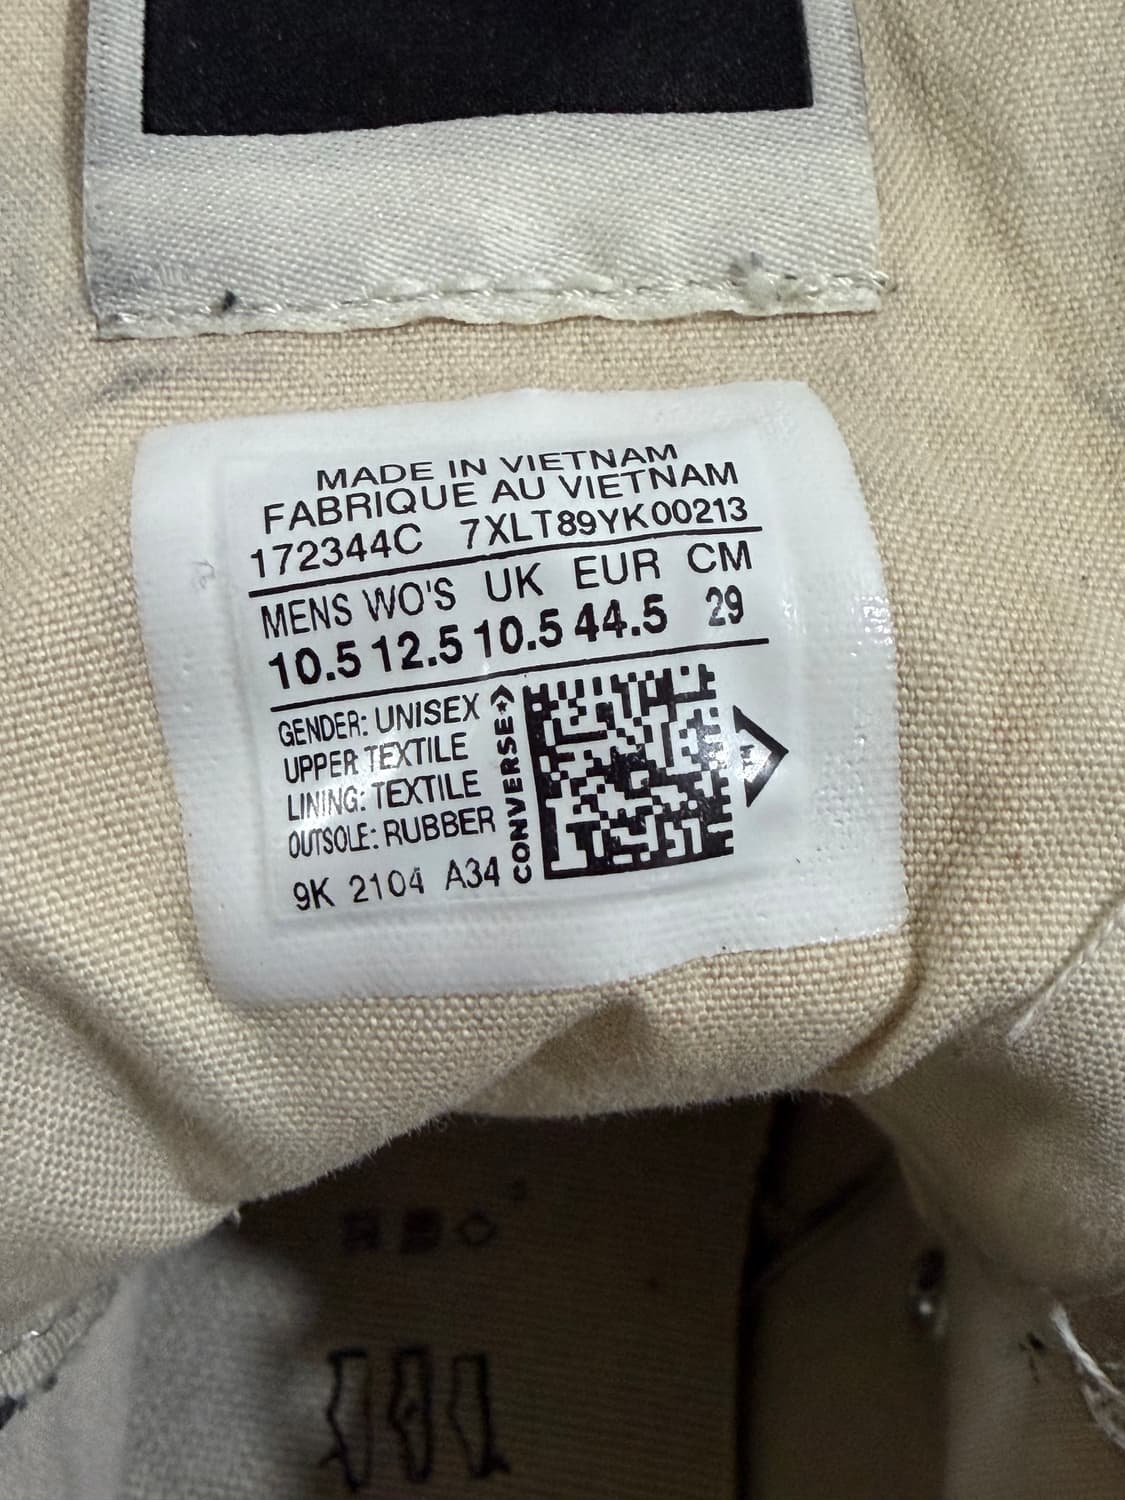 MADE IN VIETNAM
FABRIQUE AU VIETNAM
172344C 7XLT89YK00213
MENS WO'S UK EUR CM
10.5 12.5 10.5 44.5 29
GENDER: UNISEX
UPPER TEXTILE
LINING: TEXTILE
OUTSOLE: RUBBER
9K 2104 A34
CONVERSE